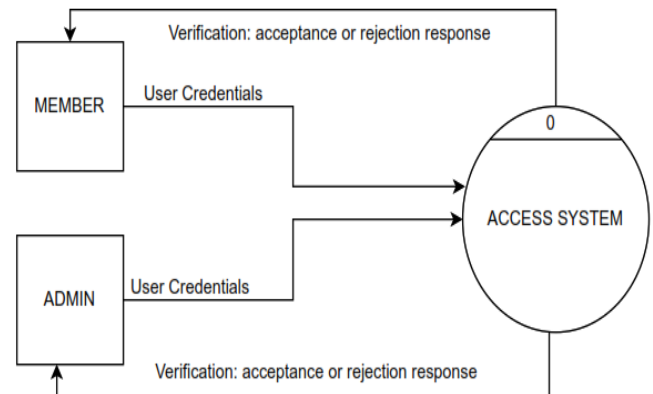 Verification: acceptance or rejection response
MEMBER
User Credentials
0
ACCESS SYSTEM
ADMIN
User Credentials
Verification: acceptance or rejection response